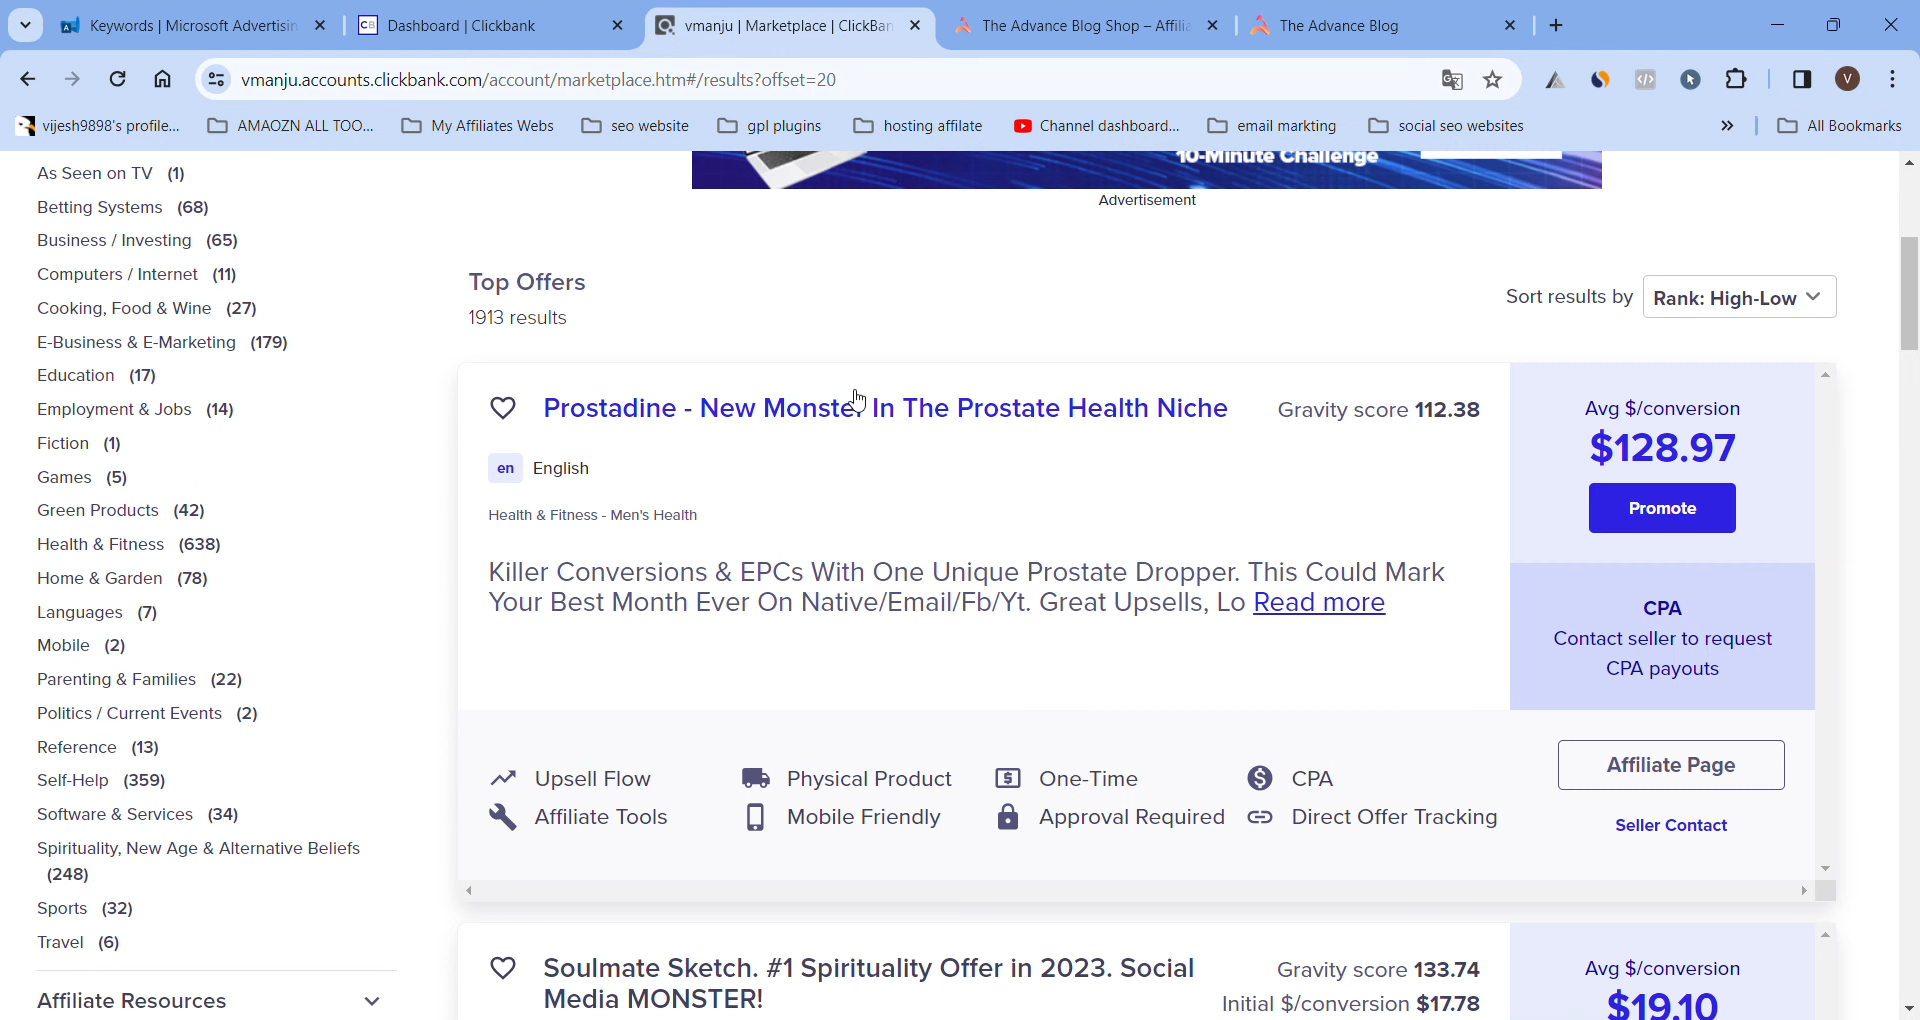 Keywords | Microsoft Advertisin
Dashboard | Clickbank
vmanju | Marketplace | ClickBan
The Advance Blog Shop – Affilia
The Advance Blog
vmanju.accounts.clickbank.com/account/marketplace.htm#/results?offset=20
V
vijesh9898's profile...
AMAOZN ALL TOO...
My Affiliates Webs
seo website
gpl plugins
hosting affilate
Channel dashboard...
email markting
social seo websites
»
All Bookmarks
10-Minute Challenge
Advertisement
As Seen on TV (1)
Betting Systems (68)
Business / Investing (65)
Computers / Internet (11)
Cooking, Food & Wine (27)
E-Business & E-Marketing (179)
Education (17)
Employment & Jobs (14)
Fiction (1)
Games (5)
Green Products (42)
Health & Fitness (638)
Home & Garden (78)
Languages (7)
Mobile (2)
Parenting & Families (22)
Politics / Current Events (2)
Reference (13)
Self-Help (359)
Software & Services (34)
Spirituality, New Age & Alternative Beliefs
(248)
Sports (32)
Travel (6)
Affiliate Resources
Top Offers
1913 results
Sort results by Rank: High-Low
Prostadine - New Monster In The Prostate Health Niche
Gravity score 112.38
en English
Health & Fitness - Men's Health
Killer Conversions & EPCs With One Unique Prostate Dropper. This Could Mark
Your Best Month Ever On Native/Email/Fb/Yt. Great Upsells, Lo Read more
Avg $/conversion
$128.97
Promote
CPA
Contact seller to request
CPA payouts
Upsell Flow
Physical Product
One-Time
CPA
Affiliate Tools
Mobile Friendly
Approval Required
Direct Offer Tracking
Affiliate Page
Seller Contact
Soulmate Sketch. #1 Spirituality Offer in 2023. Social
Media MONSTER!
Gravity score 133.74
Initial $/conversion $17.78
Avg $/conversion
$19.10